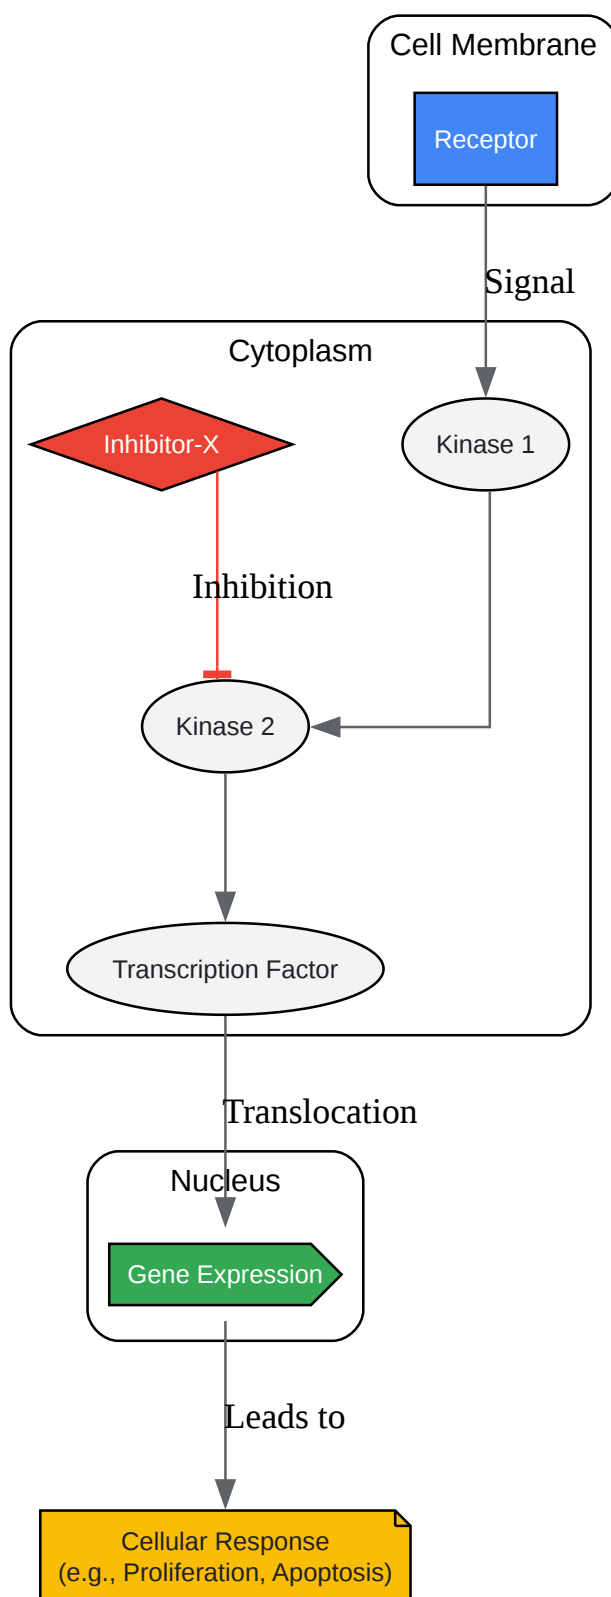 Cell Membrane
Receptor
Signal
Cytoplasm
Inhibitor-X
Kinase 1
Inhibition
Kinase 2
Transcription Factor
Translocation
Nucleus
Gene Expression
Leads to
Cellular Response
(e.g., Proliferation, Apoptosis)